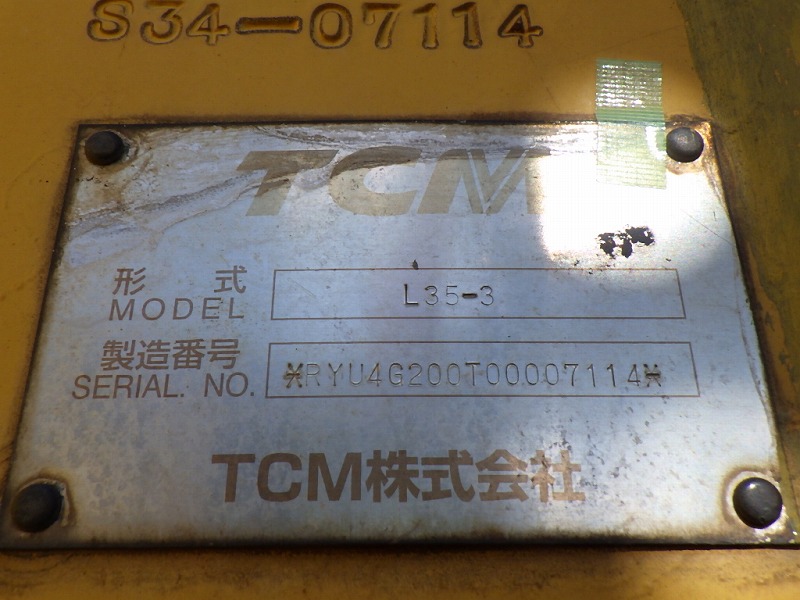 S34-07114
TCM
形 式
MODEL
L35-3
製造番号
SERIAL. NO.
*RYU4G200T00007114*
TCM株式会社